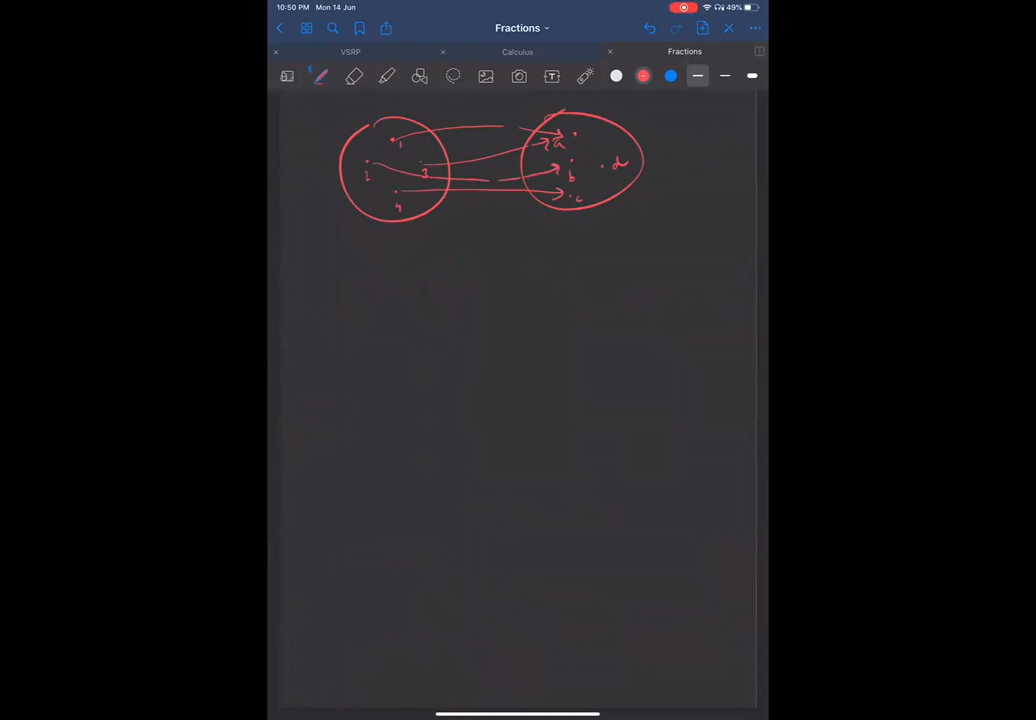 10:50 PM Mon 14 Jun
49%
Fractions
VSRP
Calculus
Fractions
T
1
a
2
3
b
d
4
c